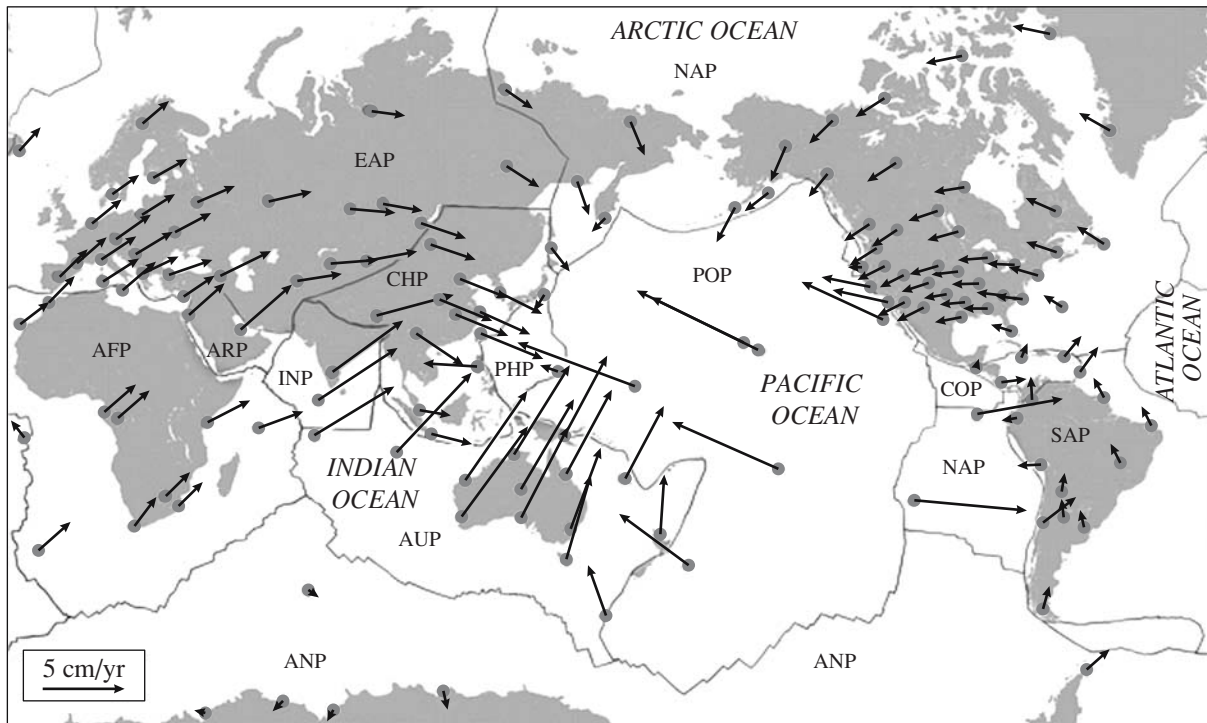 ARCTIC OCEAN
NAP
EAP
CHP
POP
AFP
ARP
INP
PHP
PACIFIC
OCEAN
COP
ATLANTIC
OCEAN
SAP
NAP
INDIAN
OCEAN
AUP
ANP
ANP
5 cm/yr